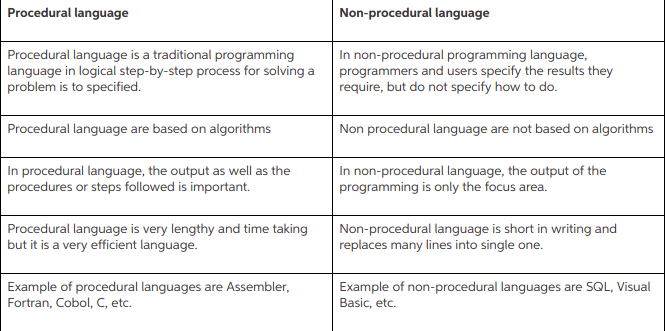 Procedural language
Non-procedural language
Procedural language is a traditional programming
language in logical step-by-step process for solving a
problem is to specified.
In non-procedural programming language,
programmers and users specify the results they
require, but do not specify how to do.
Procedural language are based on algorithms
Non procedural language are not based on algorithms
In procedural language, the output as well as the
procedures or steps followed is important.
In non-procedural language, the output of the
programming is only the focus area.
Procedural language is very lengthy and time taking
but it is a very efficient language.
Non-procedural language is short in writing and
replaces many lines into single one.
Example of procedural languages are Assembler,
Fortran, Cobol, C, etc.
Example of non-procedural languages are SQL, Visual
Basic, etc.